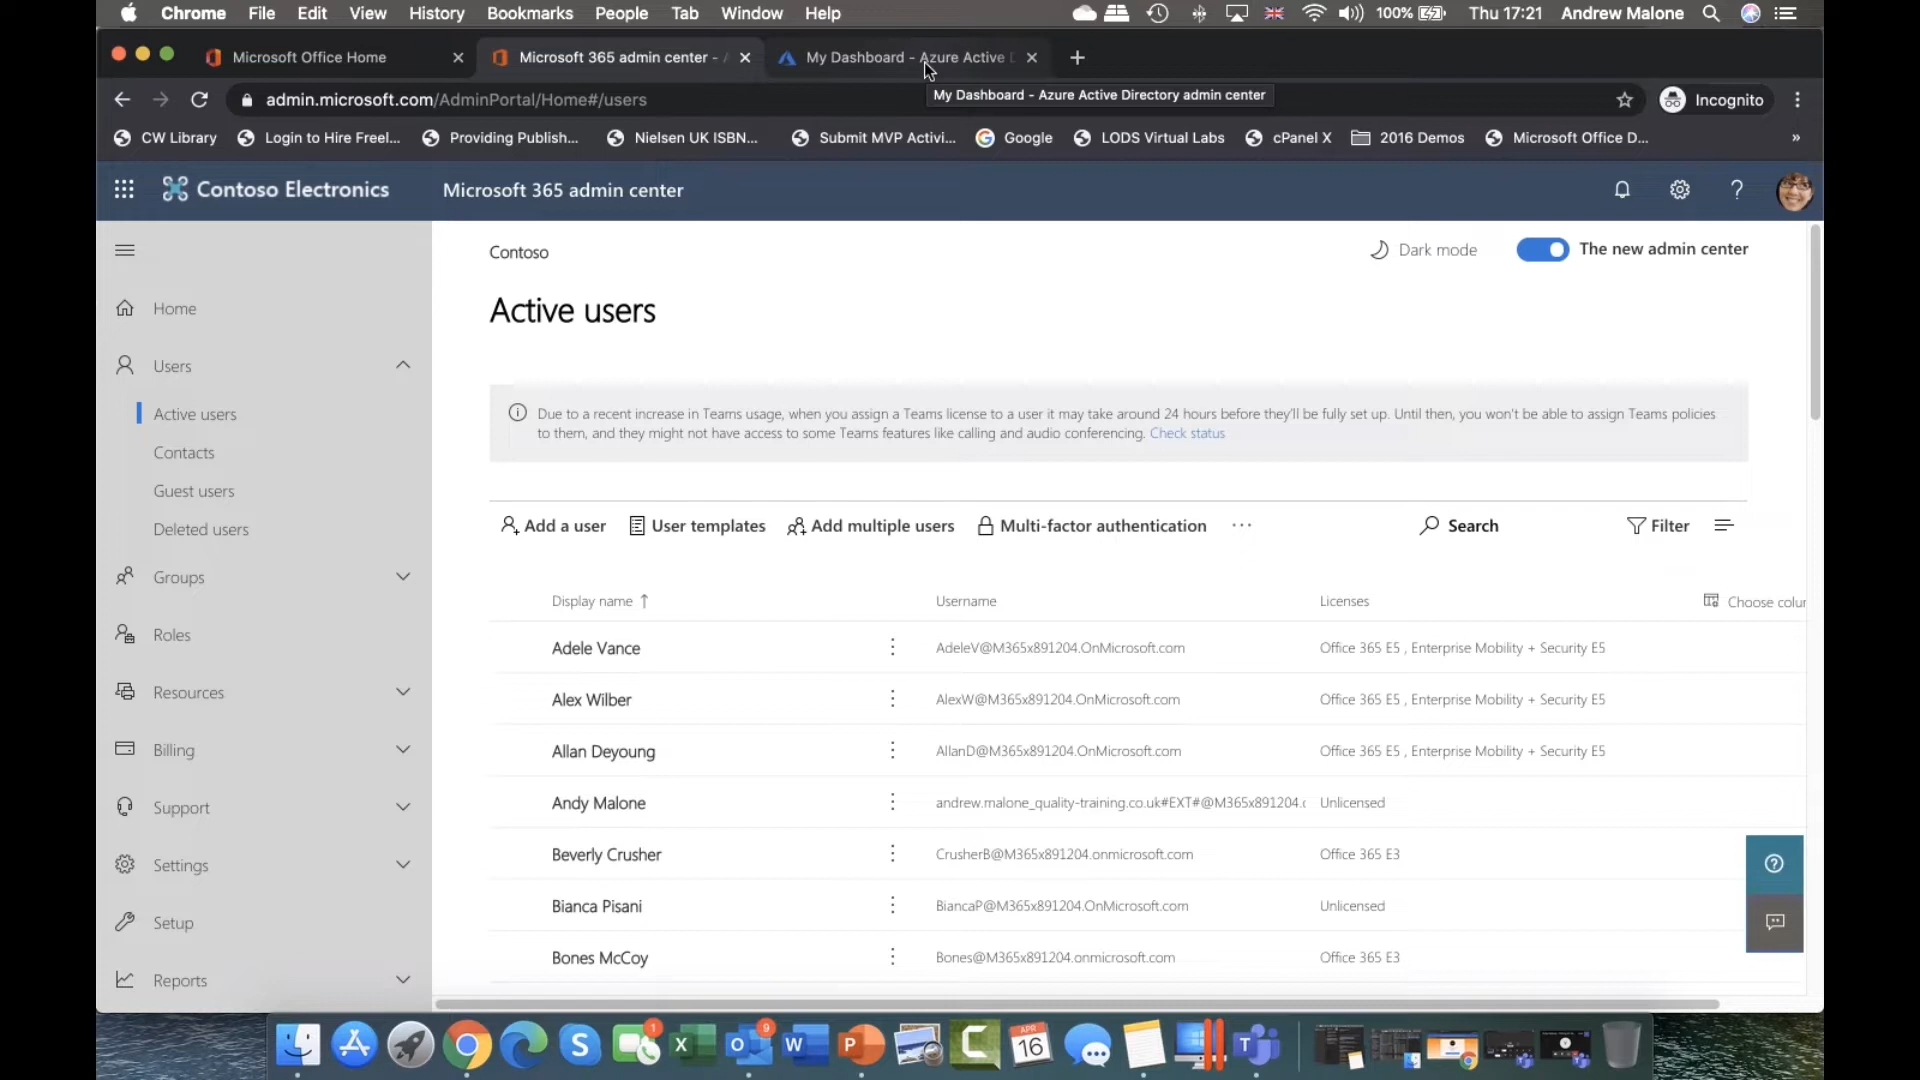 Chrome File Edit View History Bookmarks People Tab Window Help 100% Thu 17:21 Andrew Malone
Microsoft Office Home Microsoft 365 admin center - My Dashboard - Azure Active
admin.microsoft.com/AdminPortal/Home#/users My Dashboard - Azure Active Directory admin center Incognito
CW Library Login to Hire Freel... Providing Publish... Nielsen UK ISBN... Submit MVP Activi... Google LODS Virtual Labs cPanel X 2016 Demos Microsoft Office D... »
Contoso Electronics Microsoft 365 admin center ?
Contoso Dark mode The new admin center
Home
Users
Active users
Contacts
Guest users
Deleted users
Groups
Roles
Resources
Billing
Support
Settings
Setup
Reports
Active users
Due to a recent increase in Teams usage, when you assign a Teams license to a user it may take around 24 hours before they'll be fully set up. Until then, you won't be able to assign Teams policies
to them, and they might not have access to some Teams features like calling and audio conferencing. Check status
Add a user User templates Add multiple users Multi-factor authentication ... Search Filter
Display name ↑ Username Licenses Choose colu
Adele Vance AdeleV@M365x891204.OnMicrosoft.com Office 365 E5 , Enterprise Mobility + Security E5
Alex Wilber AlexW@M365x891204.OnMicrosoft.com Office 365 E5 , Enterprise Mobility + Security E5
Allan Deyoung AllanD@M365x891204.OnMicrosoft.com Office 365 E5 , Enterprise Mobility + Security E5
Andy Malone andrew.malone_quality-training.co.uk#EXT#@M365x891204. Unlicensed
Beverly Crusher CrusherB@M365x891204.onmicrosoft.com Office 365 E3
Bianca Pisani BiancaP@M365x891204.OnMicrosoft.com Unlicensed
Bones McCoy Bones@M365x891204.onmicrosoft.com Office 365 E3
S 1 X O 9 W P C APR 16 T